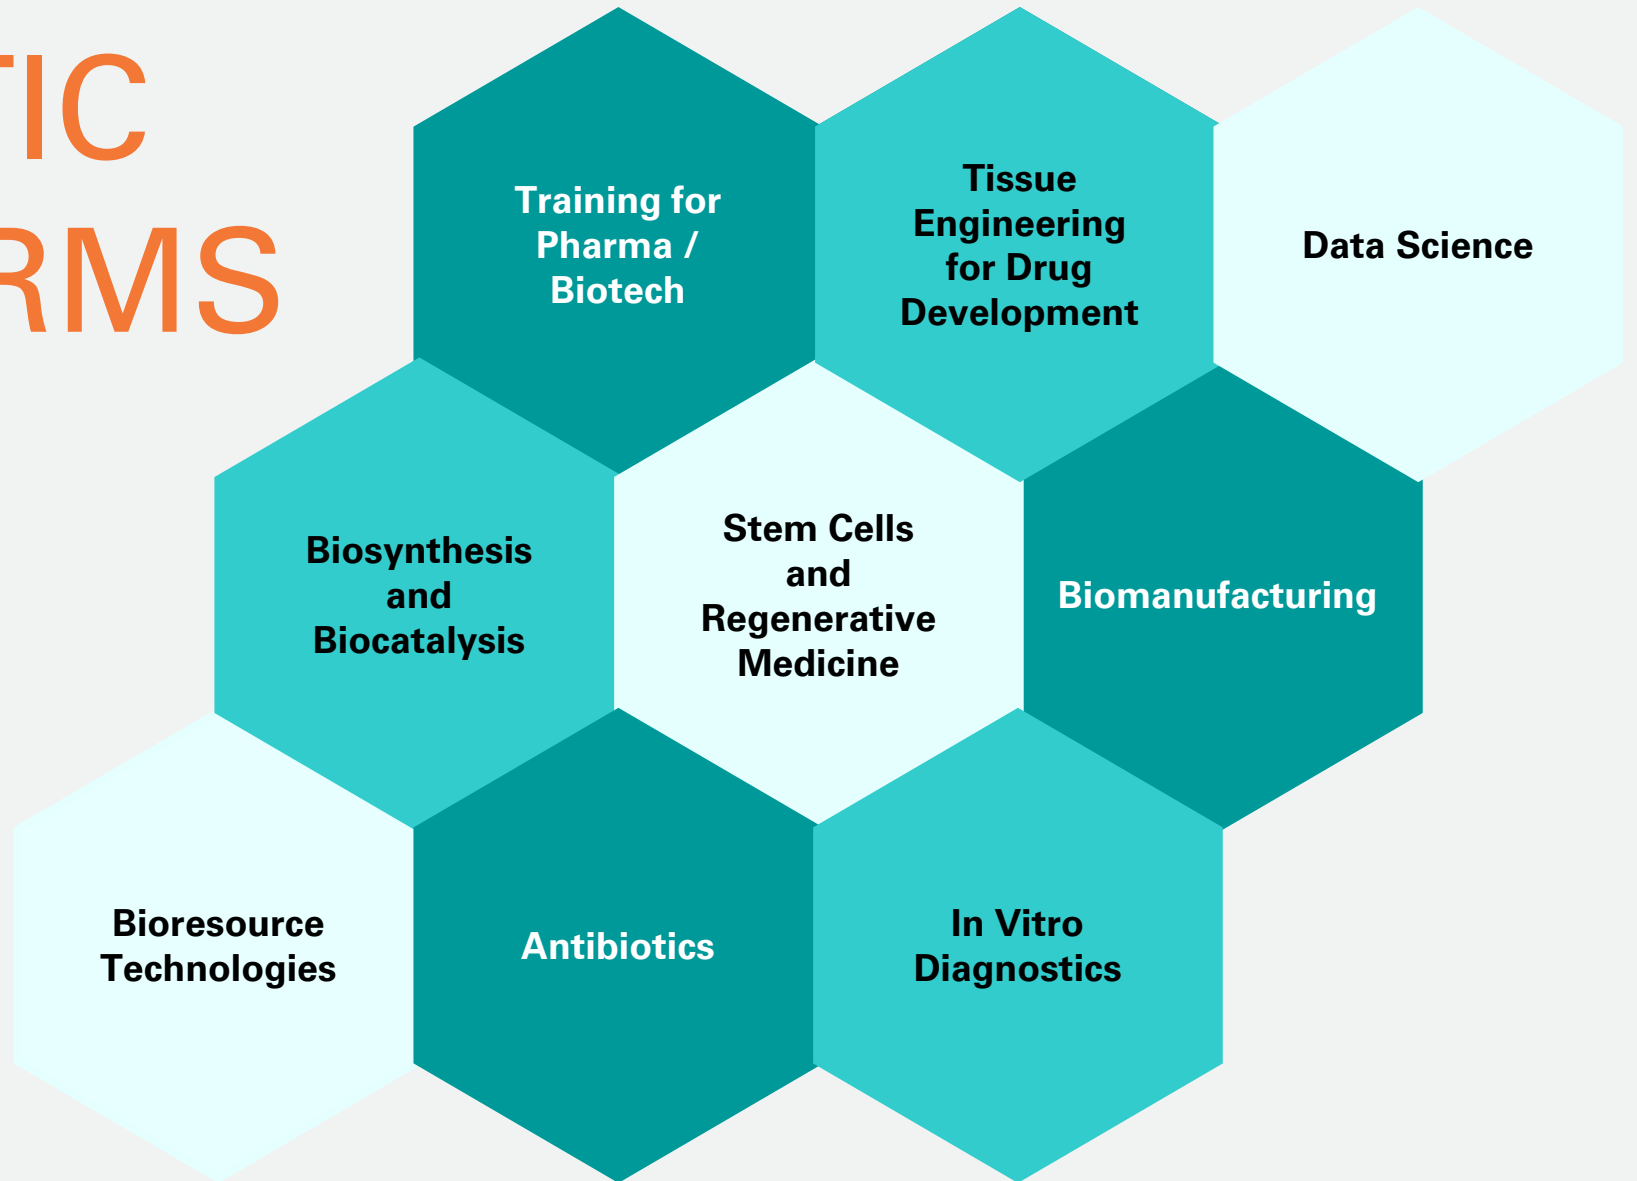 TIC
RMS
Training for
Pharma /
Biotech
Tissue
Engineering
for Drug
Development
Data Science
Biosynthesis
and
Biocatalysis
Stem Cells
and
Regenerative
Medicine
Biomanufacturing
Bioresource
Technologies
Antibiotics
In Vitro
Diagnostics